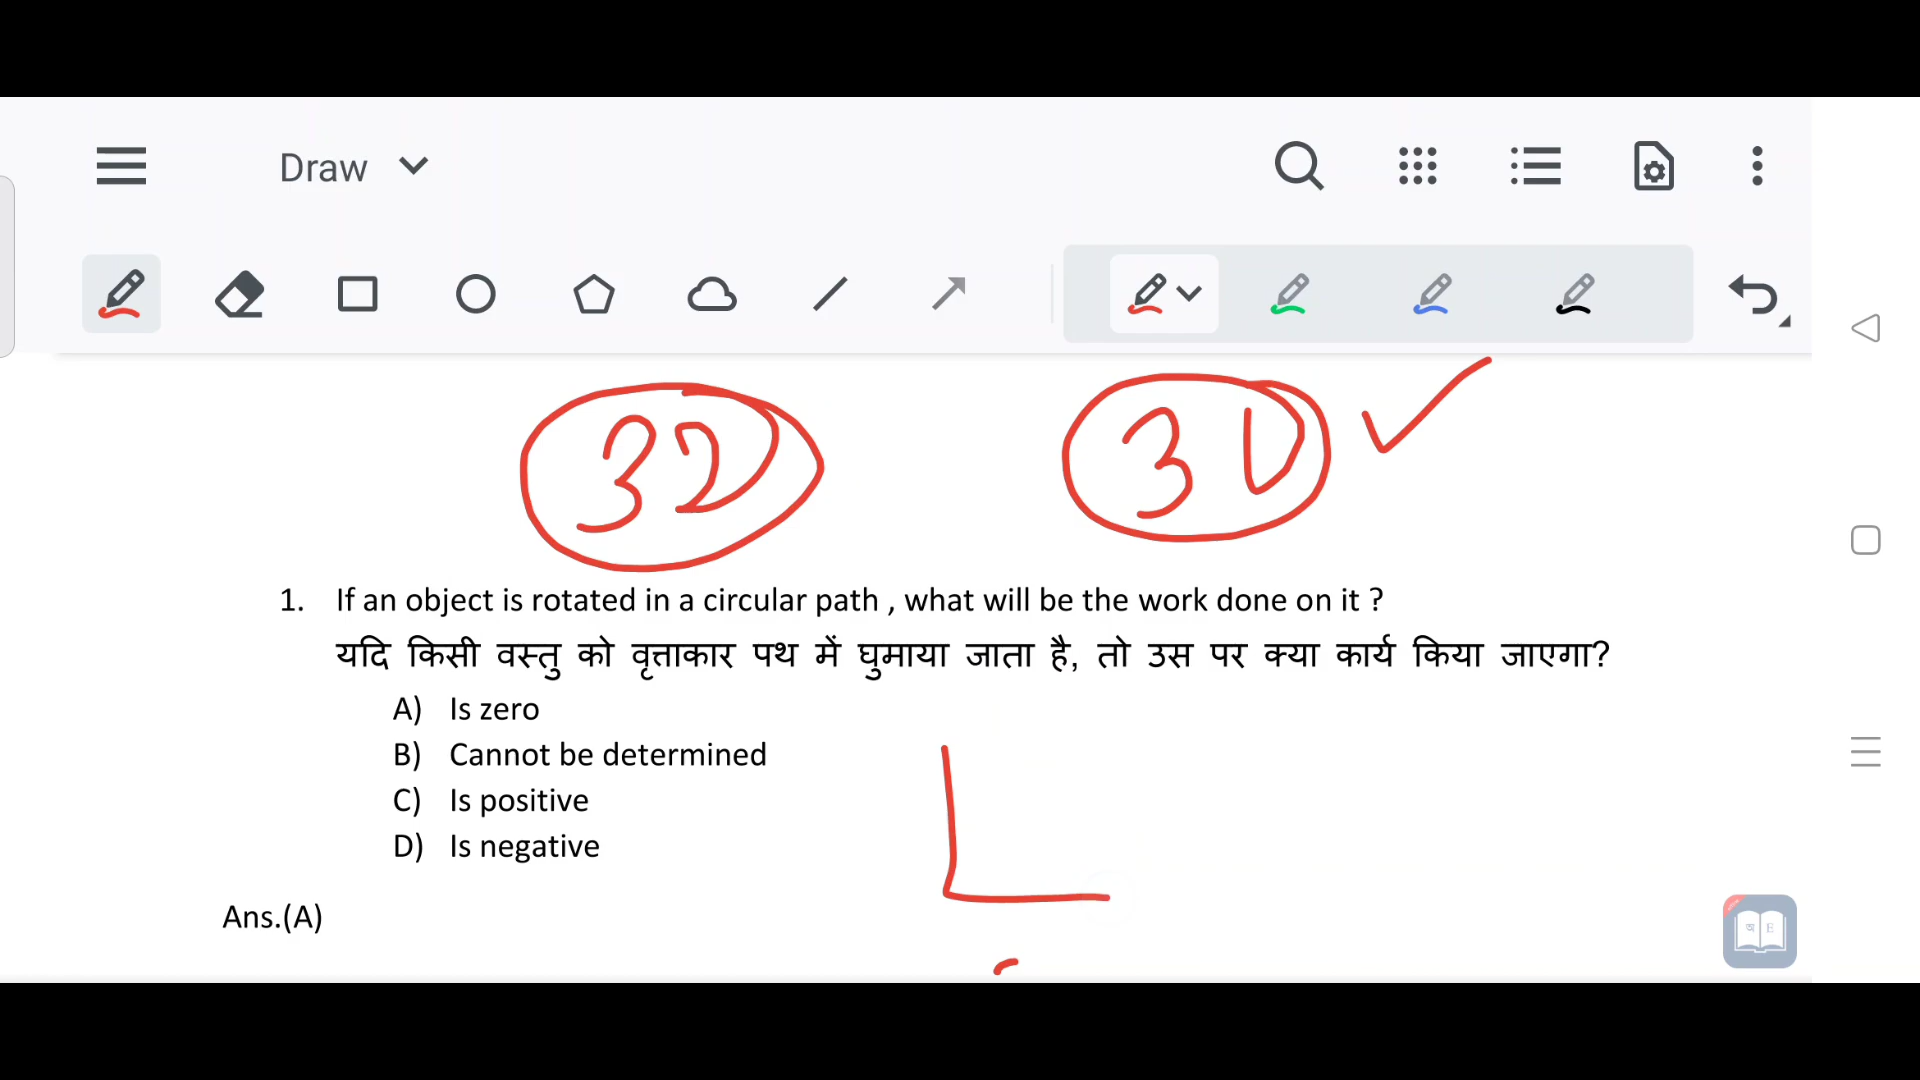 Draw
3D 3D
1. If an object is rotated in a circular path , what will be the work done on it ?
यदि किसी वस्तु को वृत्ताकार पथ में घुमाया जाता है, तो उस पर क्या कार्य किया जाएगा?
A) Is zero
B) Cannot be determined
C) Is positive
D) Is negative
Ans.(A)